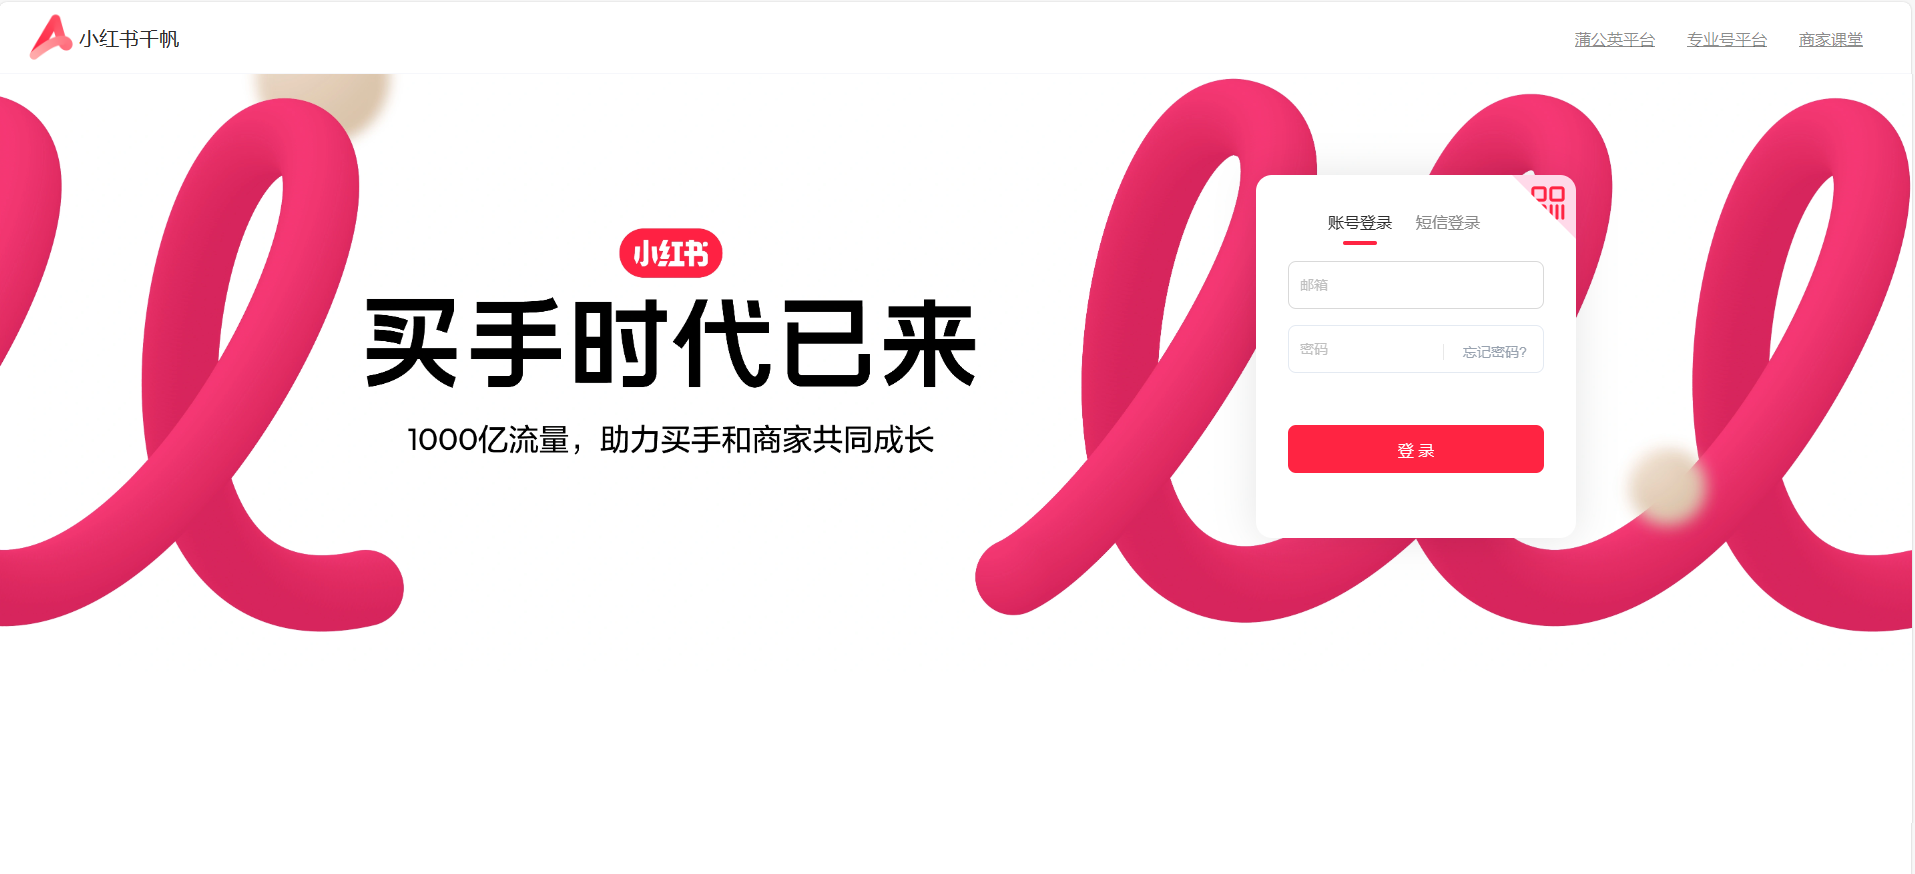 小红书千帆
蒲公英平台 专业号平台 商家课堂
小红书
买手时代已来
1000亿流量，助力买手和商家共同成长
账号登录 短信登录
邮箱
密码 忘记密码?
登 录